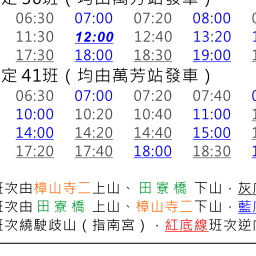 06:30 07:00 07:20 08:00
11:30 12:00 12:40 13:20
17:30 18:00 18:30 19:00
定 41班（均由萬芳站發車）
06:30 07:00 07:20 07:40
10:00 10:20 10:40 11:00
14:00 14:20 14:40 15:00
17:20 17:40 18:00 18:30
班次由樟山寺二上山、田寮橋 下山，灰底
班次由 田寮橋 上山、樟山寺二下山，藍底
班次繞駛歧山（指南宮），紅底線班次逆向